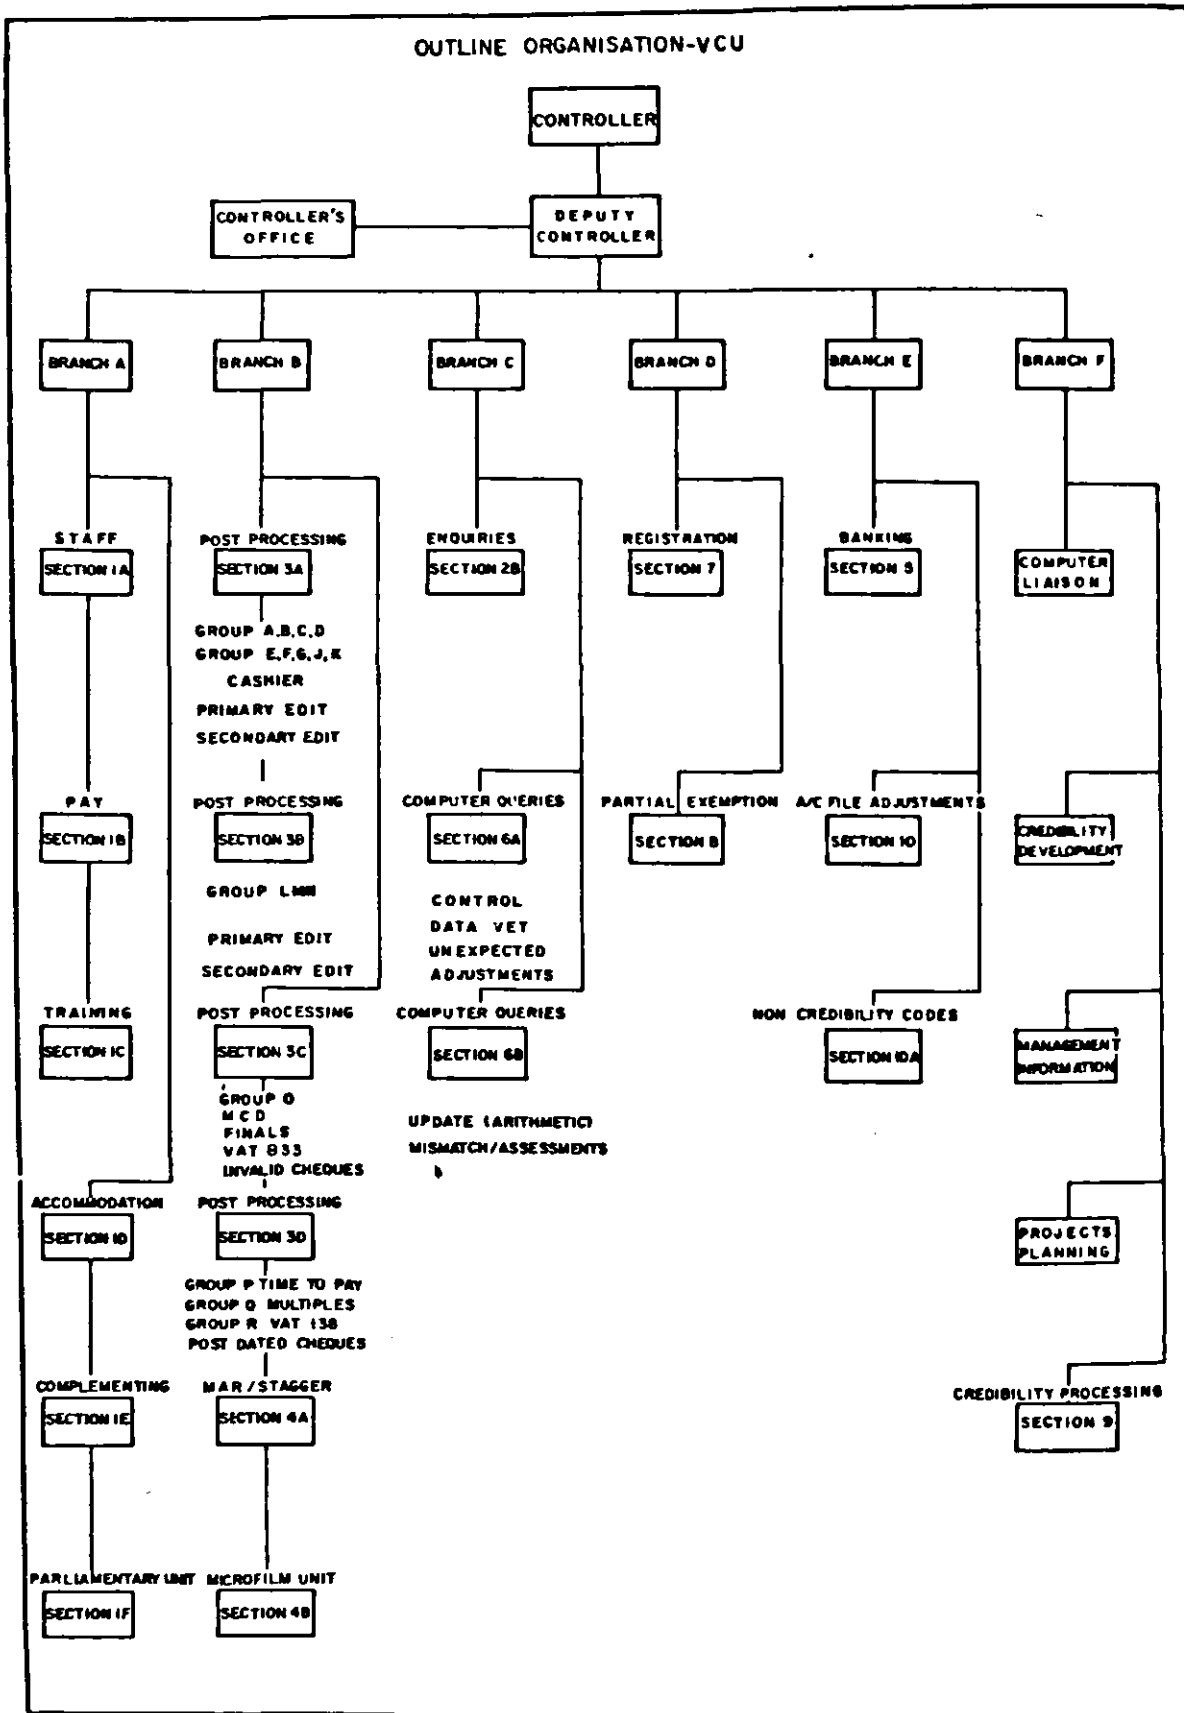 OUTLINE ORGANISATION-VCU
CONTROLLER
CONTROLLER'S
OFFICE
DEPUTY
CONTROLLER
BRANCH A
BRANCH B
BRANCH C
BRANCH D
BRANCH E
BRANCH F
STAFF
SECTION 1A
POST PROCESSING
SECTION 3A
ENQUIRIES
SECTION 2B
REGISTRATION
SECTION 7
BANKING
SECTION 5
COMPUTER
LIAISON
GROUP A,B,C,D
GROUP E,F,G,J,K
CASHIER
PRIMARY EDIT
SECONDARY EDIT
PAY
SECTION 1B
POST PROCESSING
SECTION 3B
COMPUTER QUERIES
SECTION 6A
PARTIAL EXEMPTION
SECTION 8
A/C FILE ADJUSTMENTS
SECTION 10
CREDIBILITY
DEVELOPMENT
GROUP LMN
PRIMARY EDIT
SECONDARY EDIT
CONTROL
DATA VET
UNEXPECTED
ADJUSTMENTS
TRAINING
SECTION 1C
POST PROCESSING
SECTION 3C
COMPUTER QUERIES
SECTION 6B
NON CREDIBILITY CODES
SECTION 10A
MANAGEMENT
INFORMATION
GROUP O
MCD
FINALS
VAT 833
INVALID CHEQUES
UPDATE (ARITHMETIC)
MISMATCH/ASSESSMENTS
ACCOMMODATION
SECTION 1D
POST PROCESSING
SECTION 3D
PROJECTS
PLANNING
GROUP P TIME TO PAY
GROUP Q MULTIPLES
GROUP R VAT 138
POST DATED CHEQUES
COMPLEMENTING
SECTION 1E
MAR/STAGGER
SECTION 4A
CREDIBILITY PROCESSING
SECTION 9
PARLIAMENTARY UNIT
SECTION 1F
MICROFILM UNIT
SECTION 4B